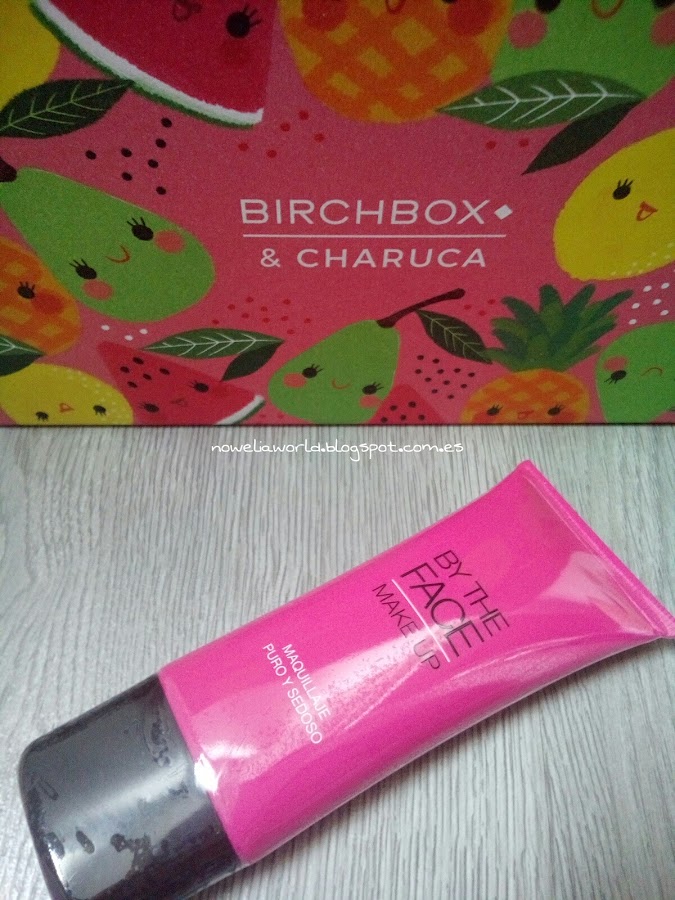 BIRCHBOX
& CHARUCA
noweliaworld.blogspot.com.es
BY THE
FACE
MAKE UP
MAQUILLAJE
PURO Y SEDOSO